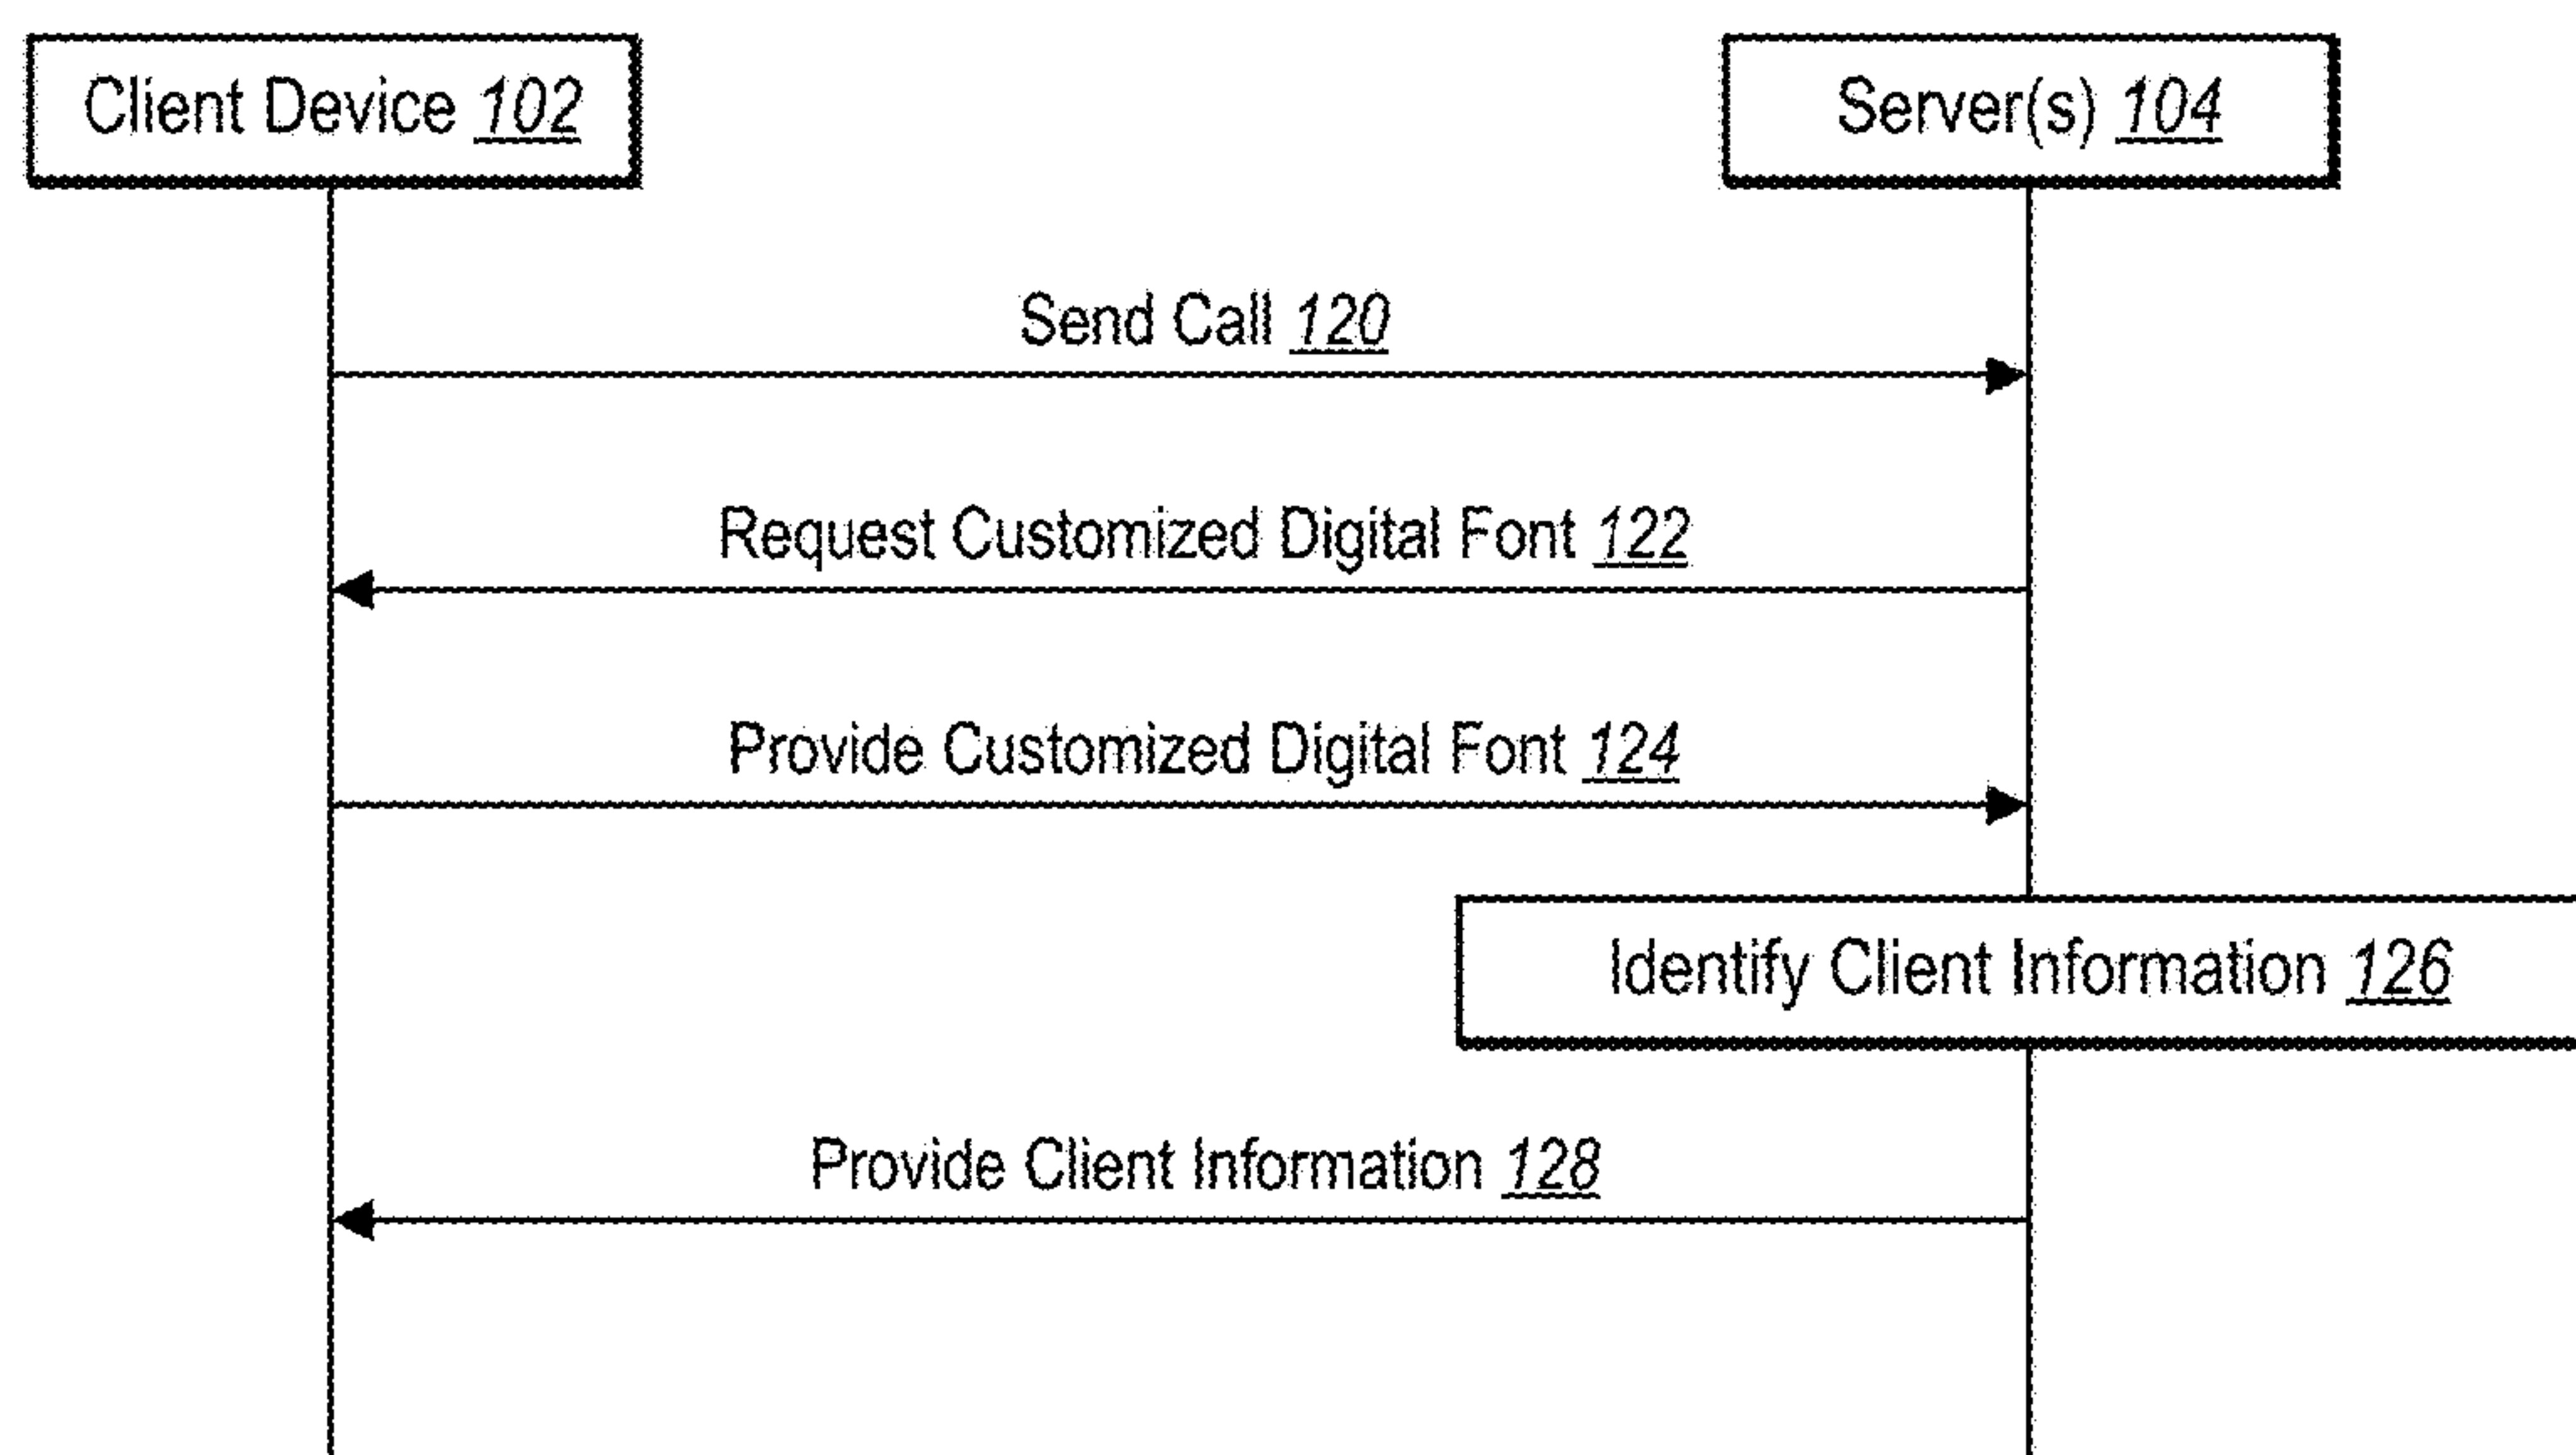 Client Device 102
Server(s) 104
Send Call 120
Request Customized Digital Font 122
Provide Customized Digital Font 124
Identify Client Information 126
Provide Client Information 128